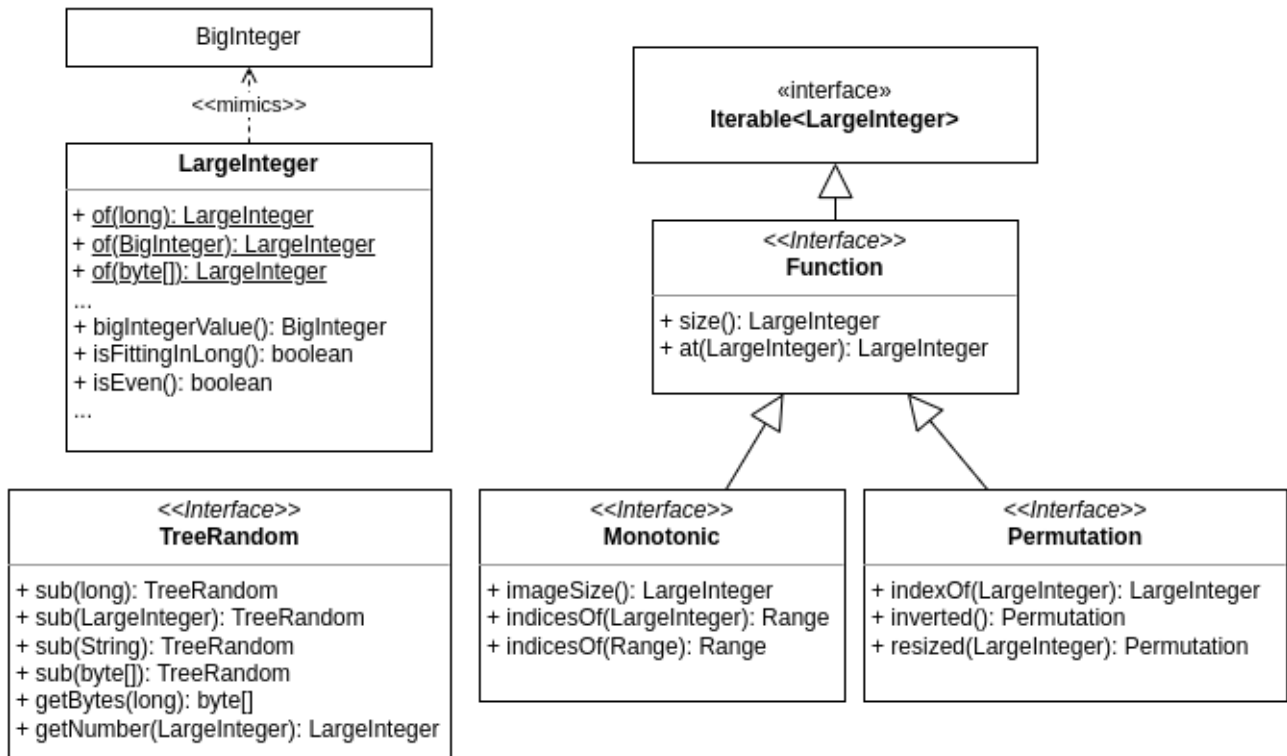 BigInteger
<<mimics>>
LargeInteger
+ of(long): LargeInteger
+ of(BigInteger): LargeInteger
+ of(byte[]): LargeInteger
...
+ bigIntegerValue(): BigInteger
+ isFittingInLong(): boolean
+ isEven(): boolean
...
«interface»
Iterable<LargeInteger>
<<Interface>>
Function
+ size(): LargeInteger
+ at(LargeInteger): LargeInteger
<<Interface>>
TreeRandom
+ sub(long): TreeRandom
+ sub(LargeInteger): TreeRandom
+ sub(String): TreeRandom
+ sub(byte[]): TreeRandom
+ getBytes(long): byte[]
+ getNumber(LargeInteger): LargeInteger
<<Interface>>
Monotonic
+ imageSize(): LargeInteger
+ indicesOf(LargeInteger): Range
+ indicesOf(Range): Range
<<Interface>>
Permutation
+ indexOf(LargeInteger): LargeInteger
+ inverted(): Permutation
+ resized(LargeInteger): Permutation